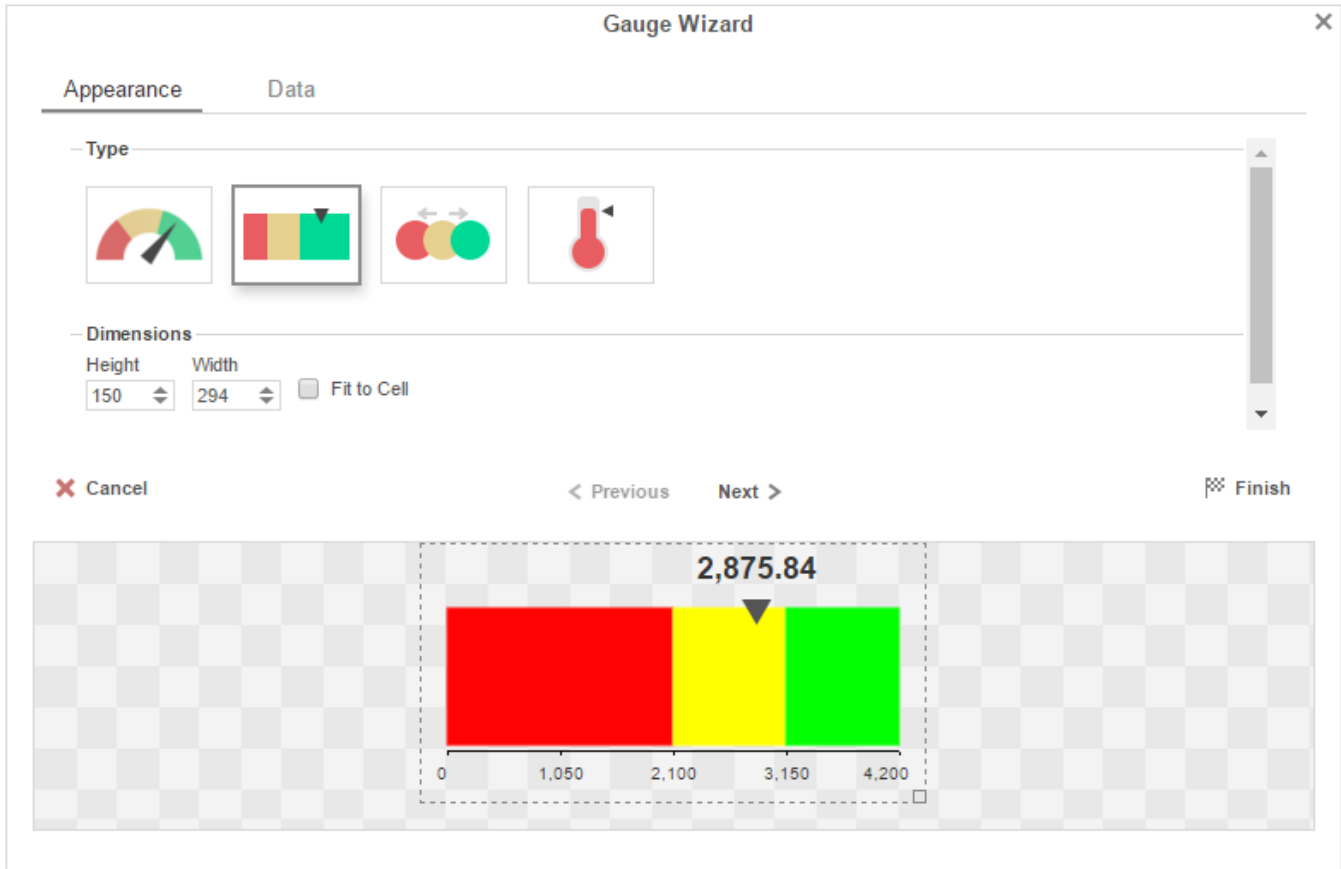 Gauge Wizard
Appearance Data
Type
Dimensions
Height Width
150 294 Fit to Cell
Cancel < Previous Next > Finish
2,875.84
0 1,050 2,100 3,150 4,200